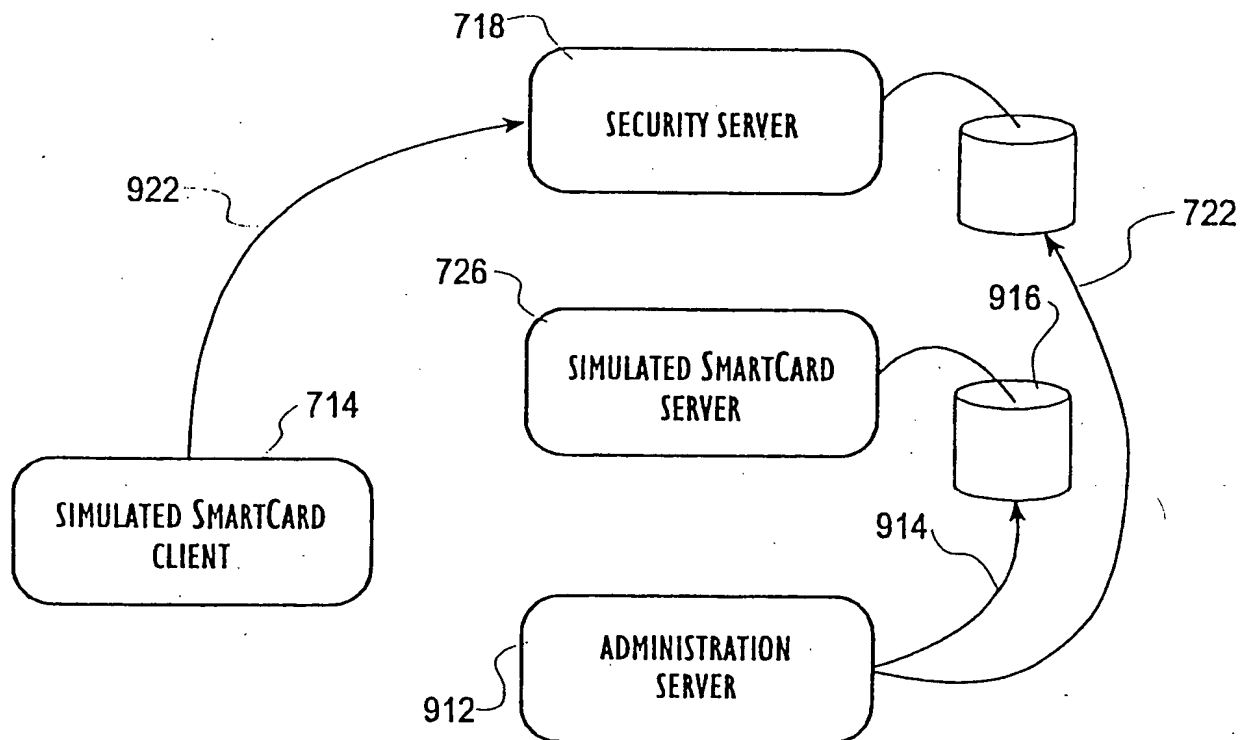 718
SECURITY SERVER
922
722
726
916
SIMULATED SMARTCARD
SERVER
714
SIMULATED SMARTCARD
CLIENT
914
ADMINISTRATION
SERVER
912